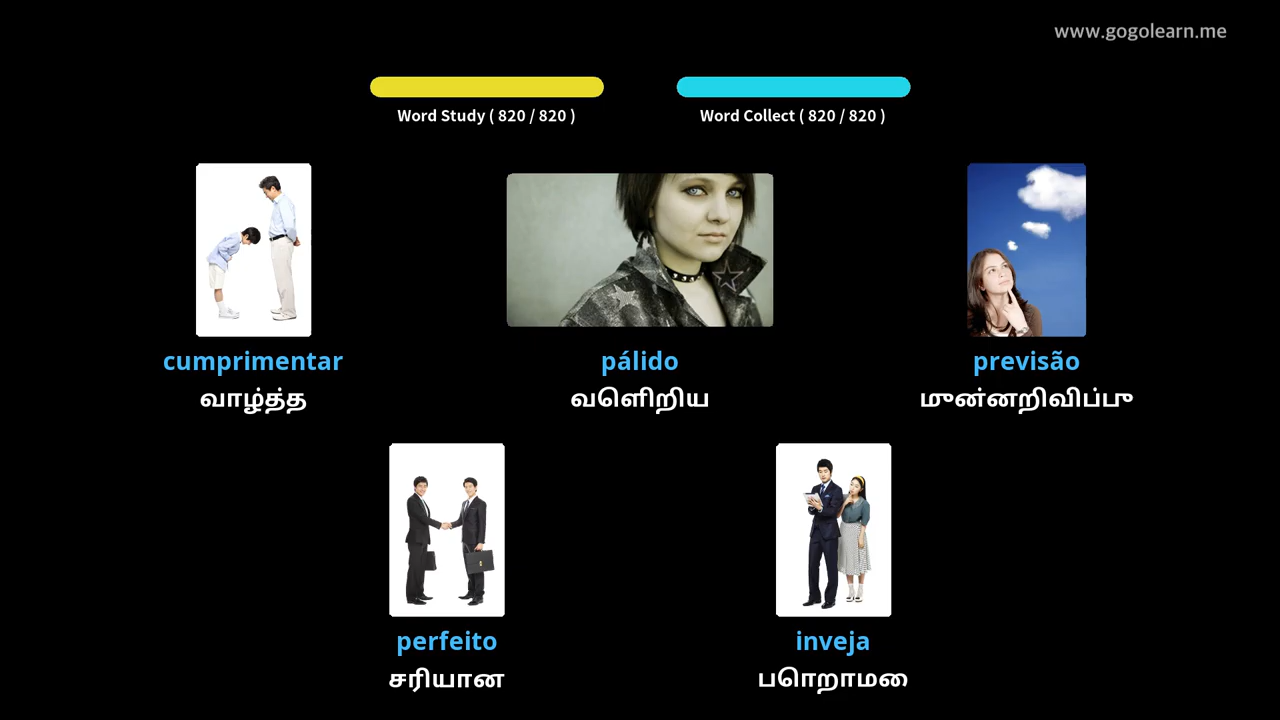 www.gogolearn.me
Word Study ( 820 / 820 )
Word Collect ( 820 / 820 )
cumprimentar
வாழ்த்த
pálido
வெளிறிய
previsão
முன்னறிவிப்பு
perfeito
சரியான
inveja
பொறாமை